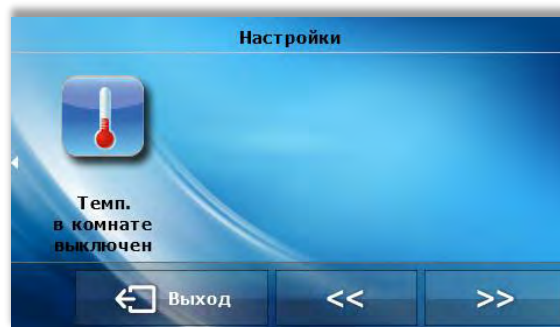 Настройки
Темп.
в комнате
выключен
Выход
<<
>>